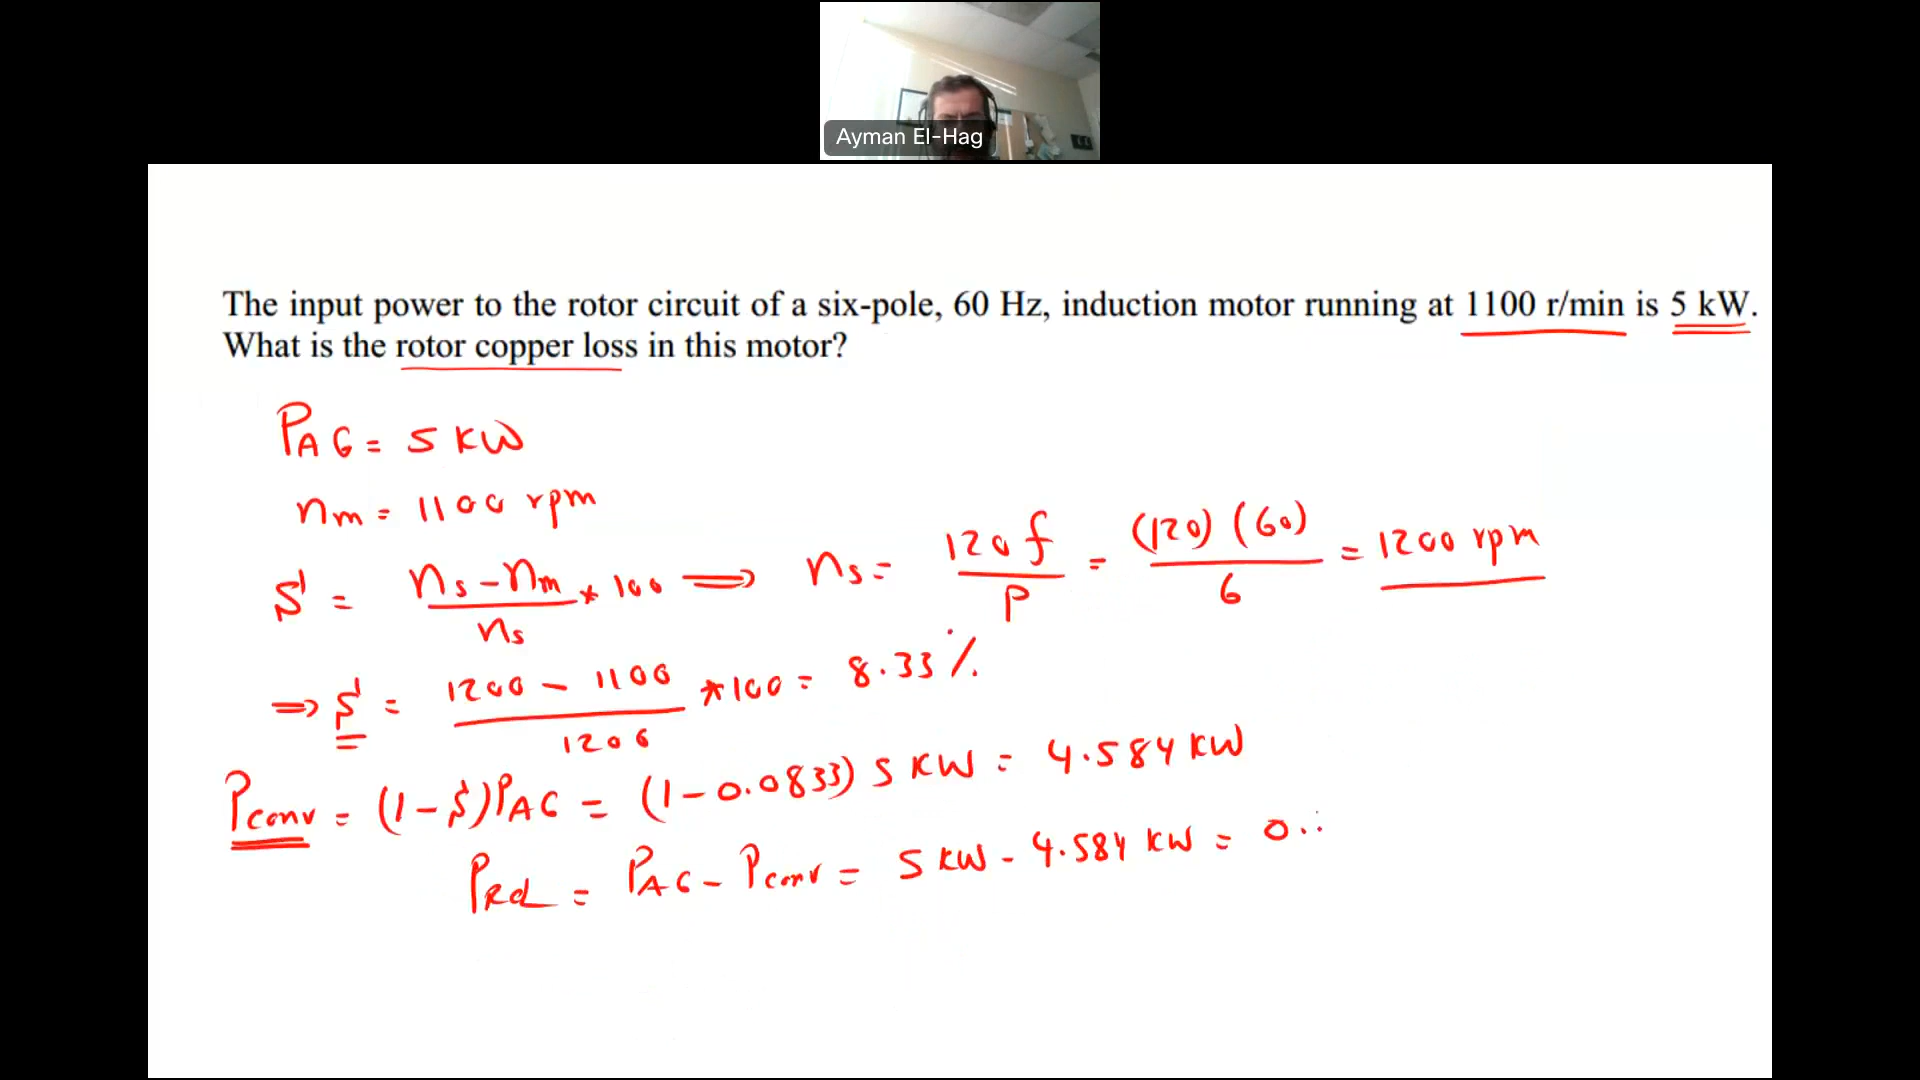 Ayman El-Hag
The input power to the rotor circuit of a six-pole, 60 Hz, induction motor running at 1100 r/min is 5 kW.
What is the rotor copper loss in this motor?
PAG = 5 KW
nm = 1100 rpm
S = ns - nm / ns * 100 ⟹ ns = 120 f / P = (120) (60) / 6 = 1200 rpm
⟹ S = 1200 - 1100 / 1200 * 100 = 8.33 %
Pconv = (1 - S) PAG = (1 - 0.0833) 5 KW = 4.584 KW
PRcl = PAG - Pconv = 5 KW - 4.584 KW = 0.